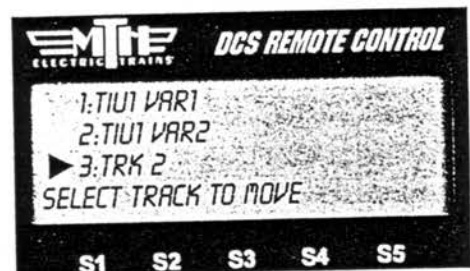 MTH DCS REMOTE CONTROL
ELECTRIC TRAINS
1:TIU1 VAR1
2:TIU1 VAR2
3:TRK 2
SELECT TRACK TO MOVE
S1 S2 S3 S4 S5